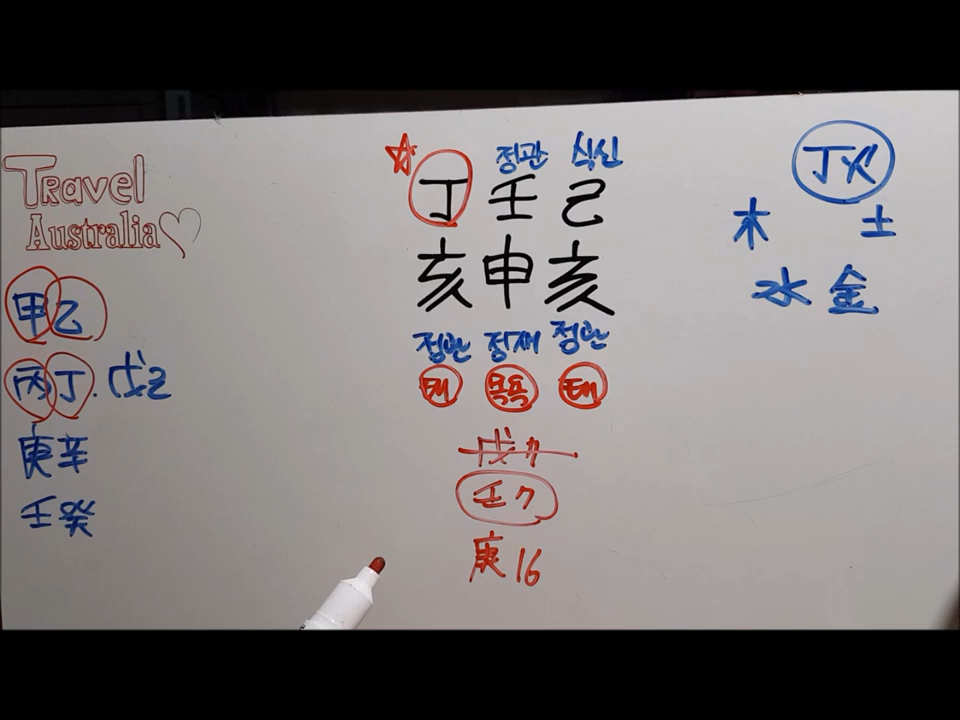 Travel
Australia
甲乙
丙丁.戊己
庚辛
壬癸
정관 식신
丁壬己
亥申亥
정관 정재 정관
태 목욕 태
戊7
壬7
庚16
丁火
木 土
水 金